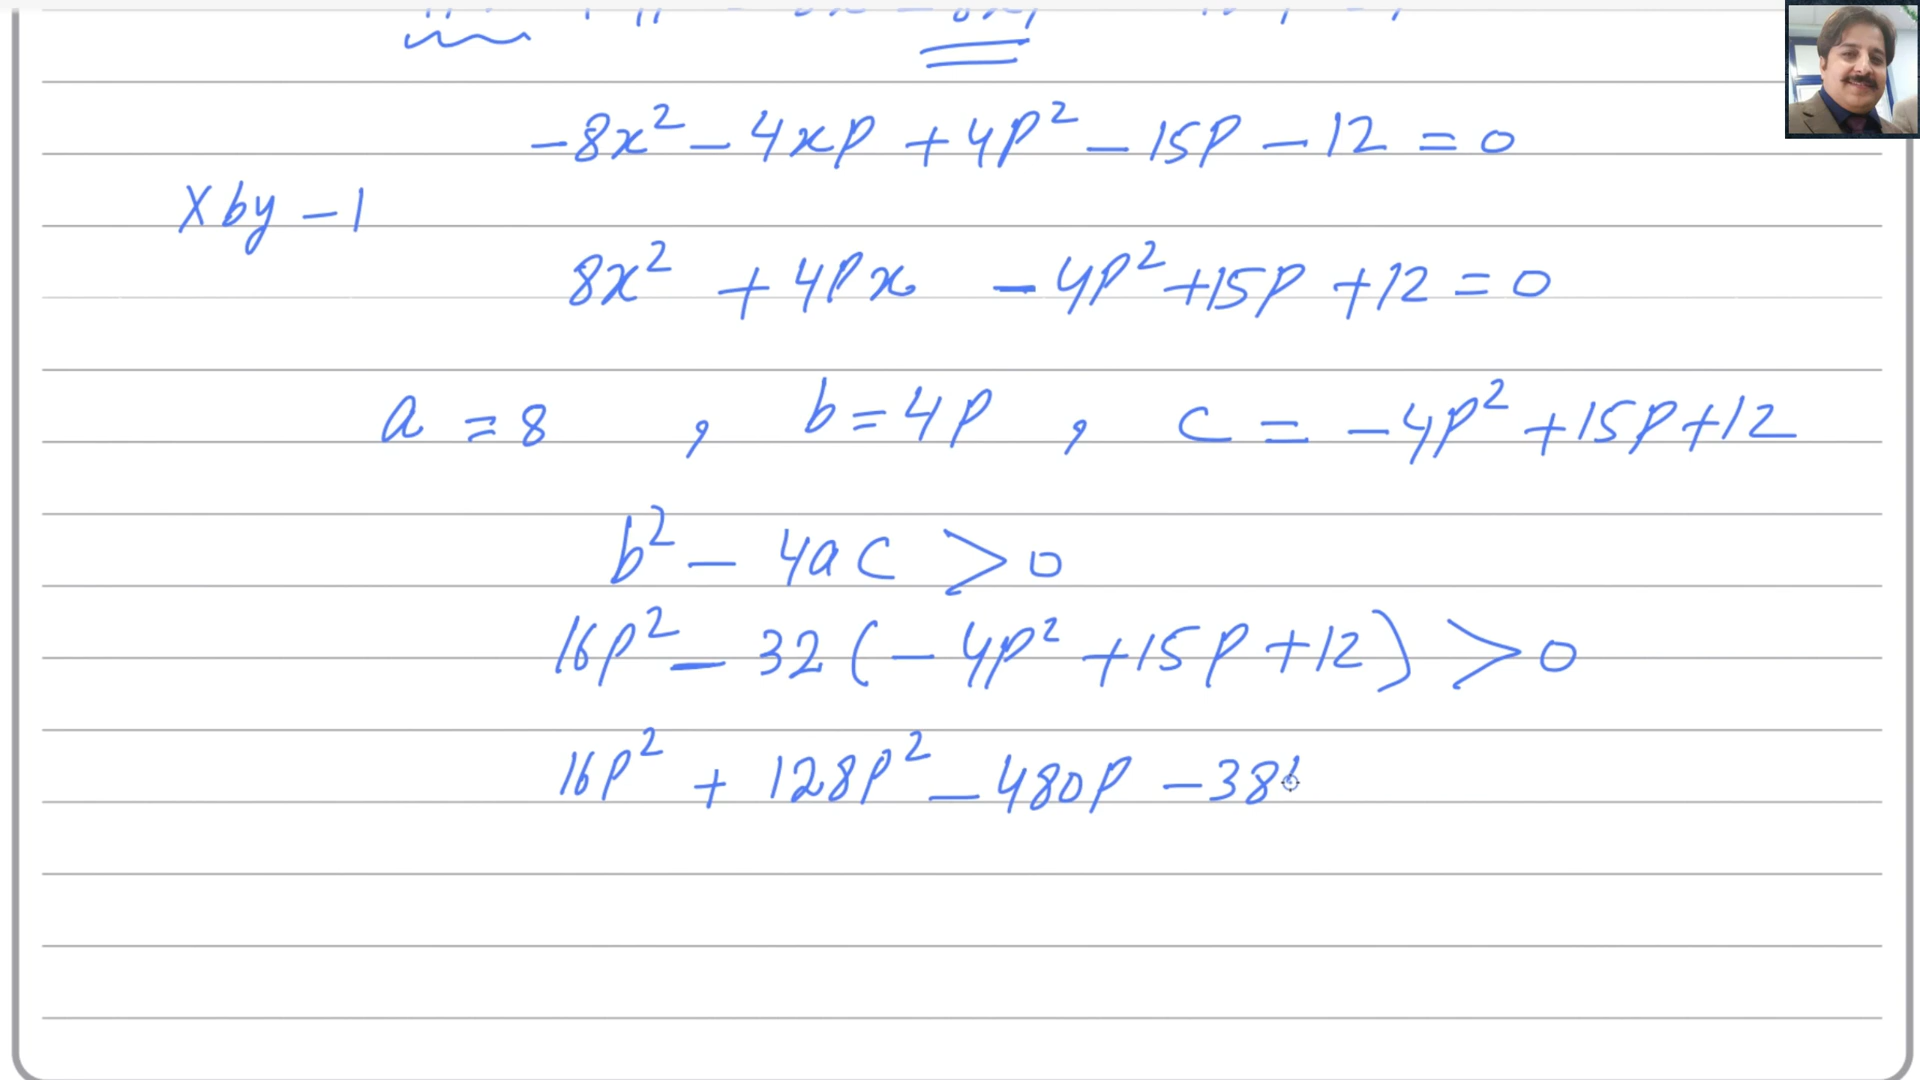 -8x² - 4xp + 4p² - 15p - 12 = 0
X by -1
8x² + 4px - 4p² + 15p + 12 = 0
a = 8 , b = 4p , c = -4p² + 15p + 12
b² - 4ac > 0
16p² - 32(-4p² + 15p + 12) > 0
16p² + 128p² - 480p - 38